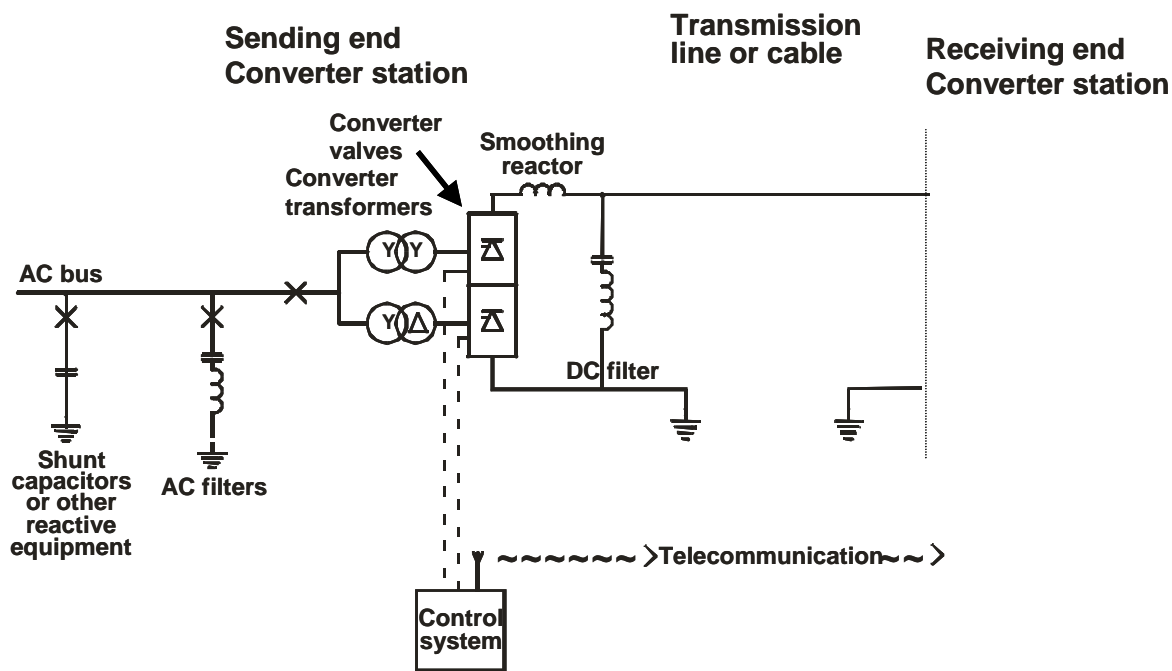 Sending end
Converter station
Transmission
line or cable
Receiving end
Converter station
Converter
valves
Smoothing
reactor
Converter
transformers
Y Y
AC bus
Y Δ
DC filter
Shunt
capacitors
or other
reactive
equipment
AC filters
Telecommunication
Control
system